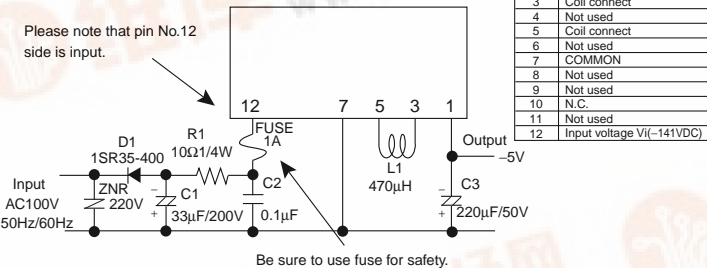 Please note that pin No.12
side is input.
12 7 5 3 1
FUSE
1A
D1
1SR35-400
R1
10Ω1/4W
L1
470µH
Output
−5V
Input
AC100V
50Hz/60Hz
ZNR
220V
−
+
C1
33µF/200V
C2
0.1µF
−
+
C3
220µF/50V
Be sure to use fuse for safety.
3 Coil connect
4 Not used
5 Coil connect
6 Not used
7 COMMON
8 Not used
9 Not used
10 N.C.
11 Not used
12 Input voltage Vi(−141VDC)